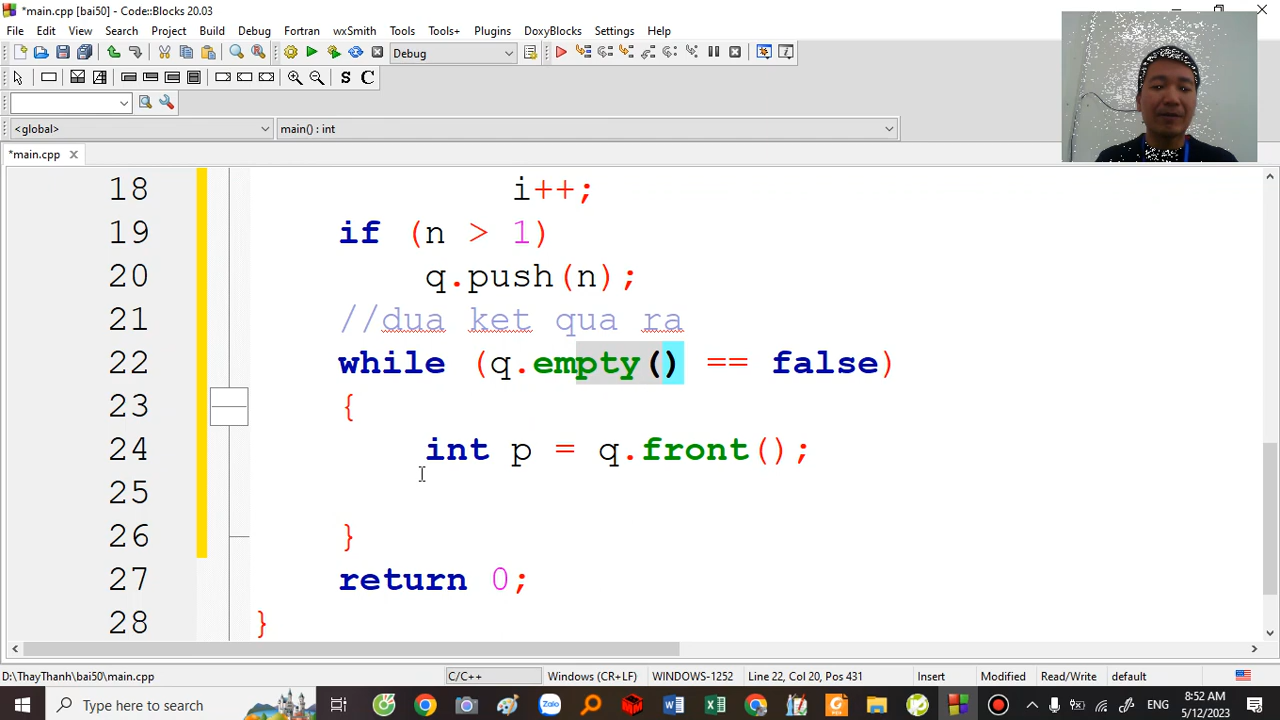 *main.cpp [bai50] - Code::Blocks 20.03
File Edit View Search Project Build Debug Fortran wxSmith Tools Tools+ Plugins DoxyBlocks Settings Help
Debug
S C
<global> main() : int
*main.cpp
18 i++;
19 if (n > 1)
20 q.push(n);
21 //dua ket qua ra
22 while (q.empty() == false)
23 {
24 int p = q.front();
25
26 }
27 return 0;
28 }
D:\ThayThanh\bai50\main.cpp C/C++ Windows (CR+LF) WINDOWS-1252 Line 22, Col 20, Pos 431 Insert Modified Read/Write default
Type here to search Zalo ENG 8:52 AM
5/12/2023